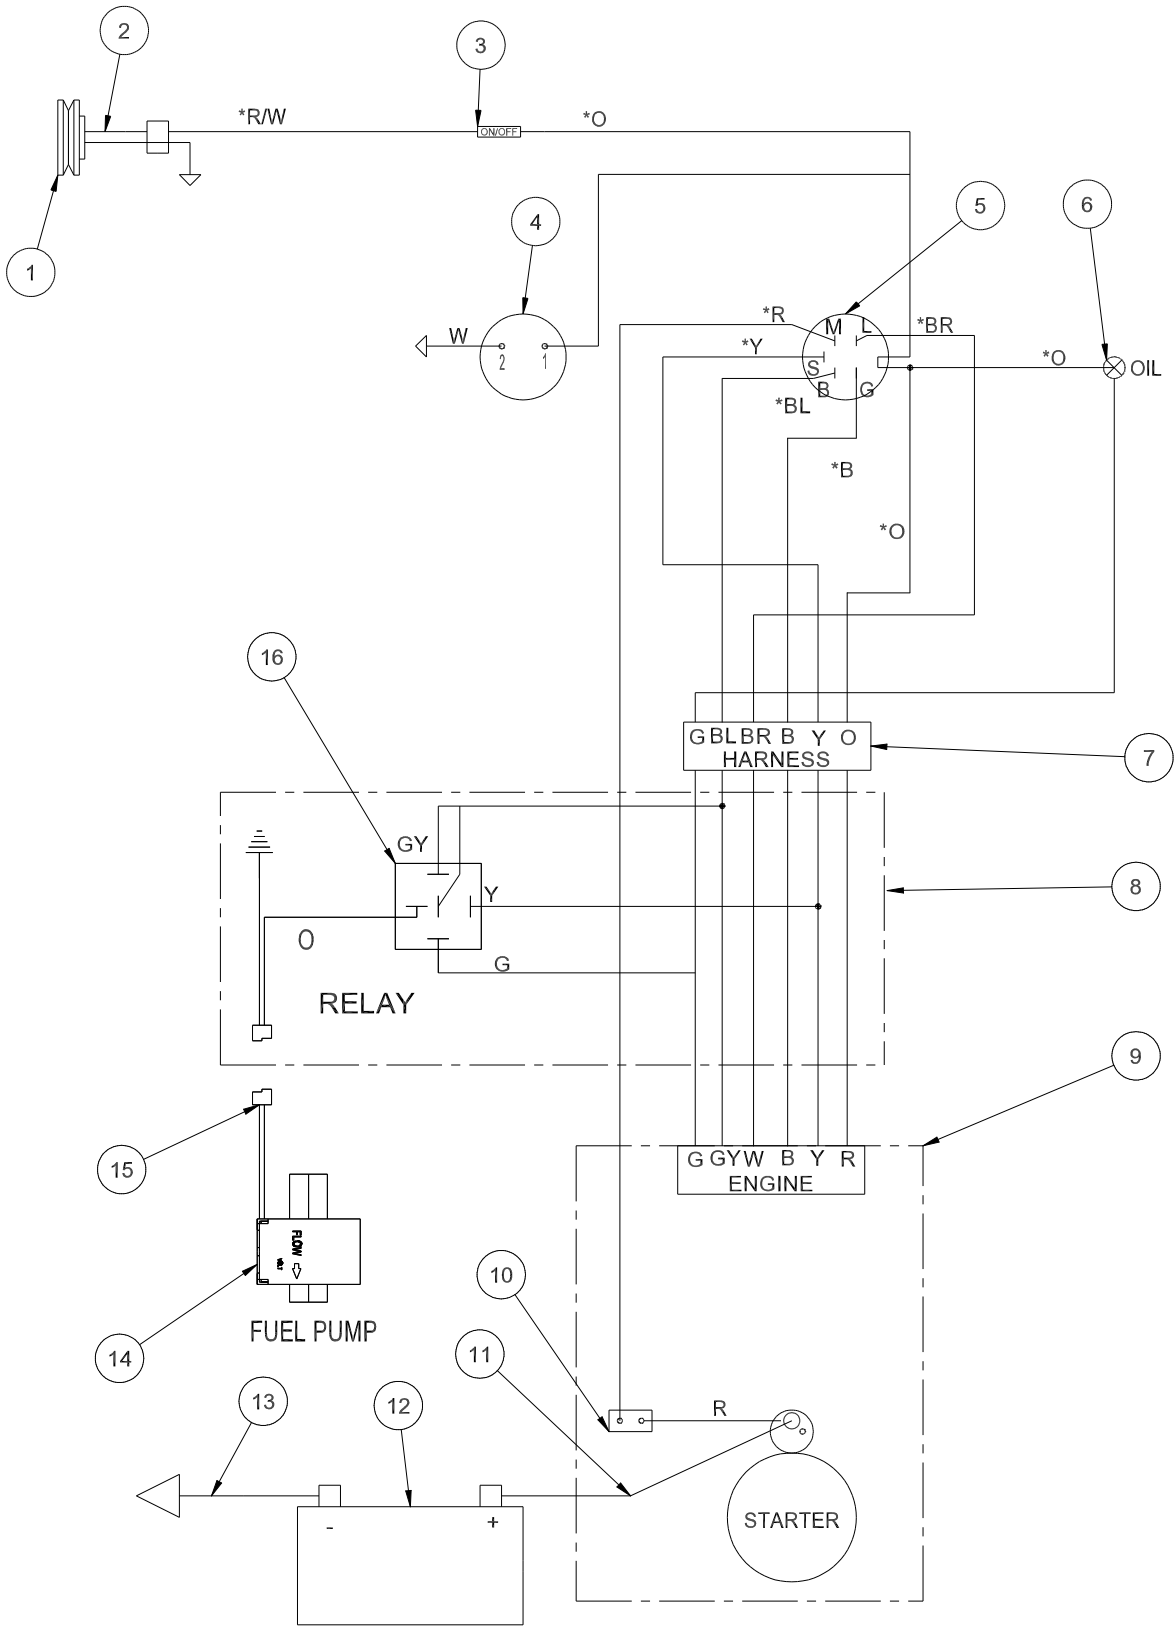 2
3
*R/W
ON/OFF
*O
1
4
5
6
W
2
1
*R
M
L
*BR
*Y
S
*O
OIL
B
G
*BL
*B
*O
16
G BL BR B Y O
HARNESS
7
GY
Y
8
O
G
RELAY
9
15
G GY W B Y R
ENGINE
FLOW
10
FUEL PUMP
14
11
13
12
R
- +
STARTER